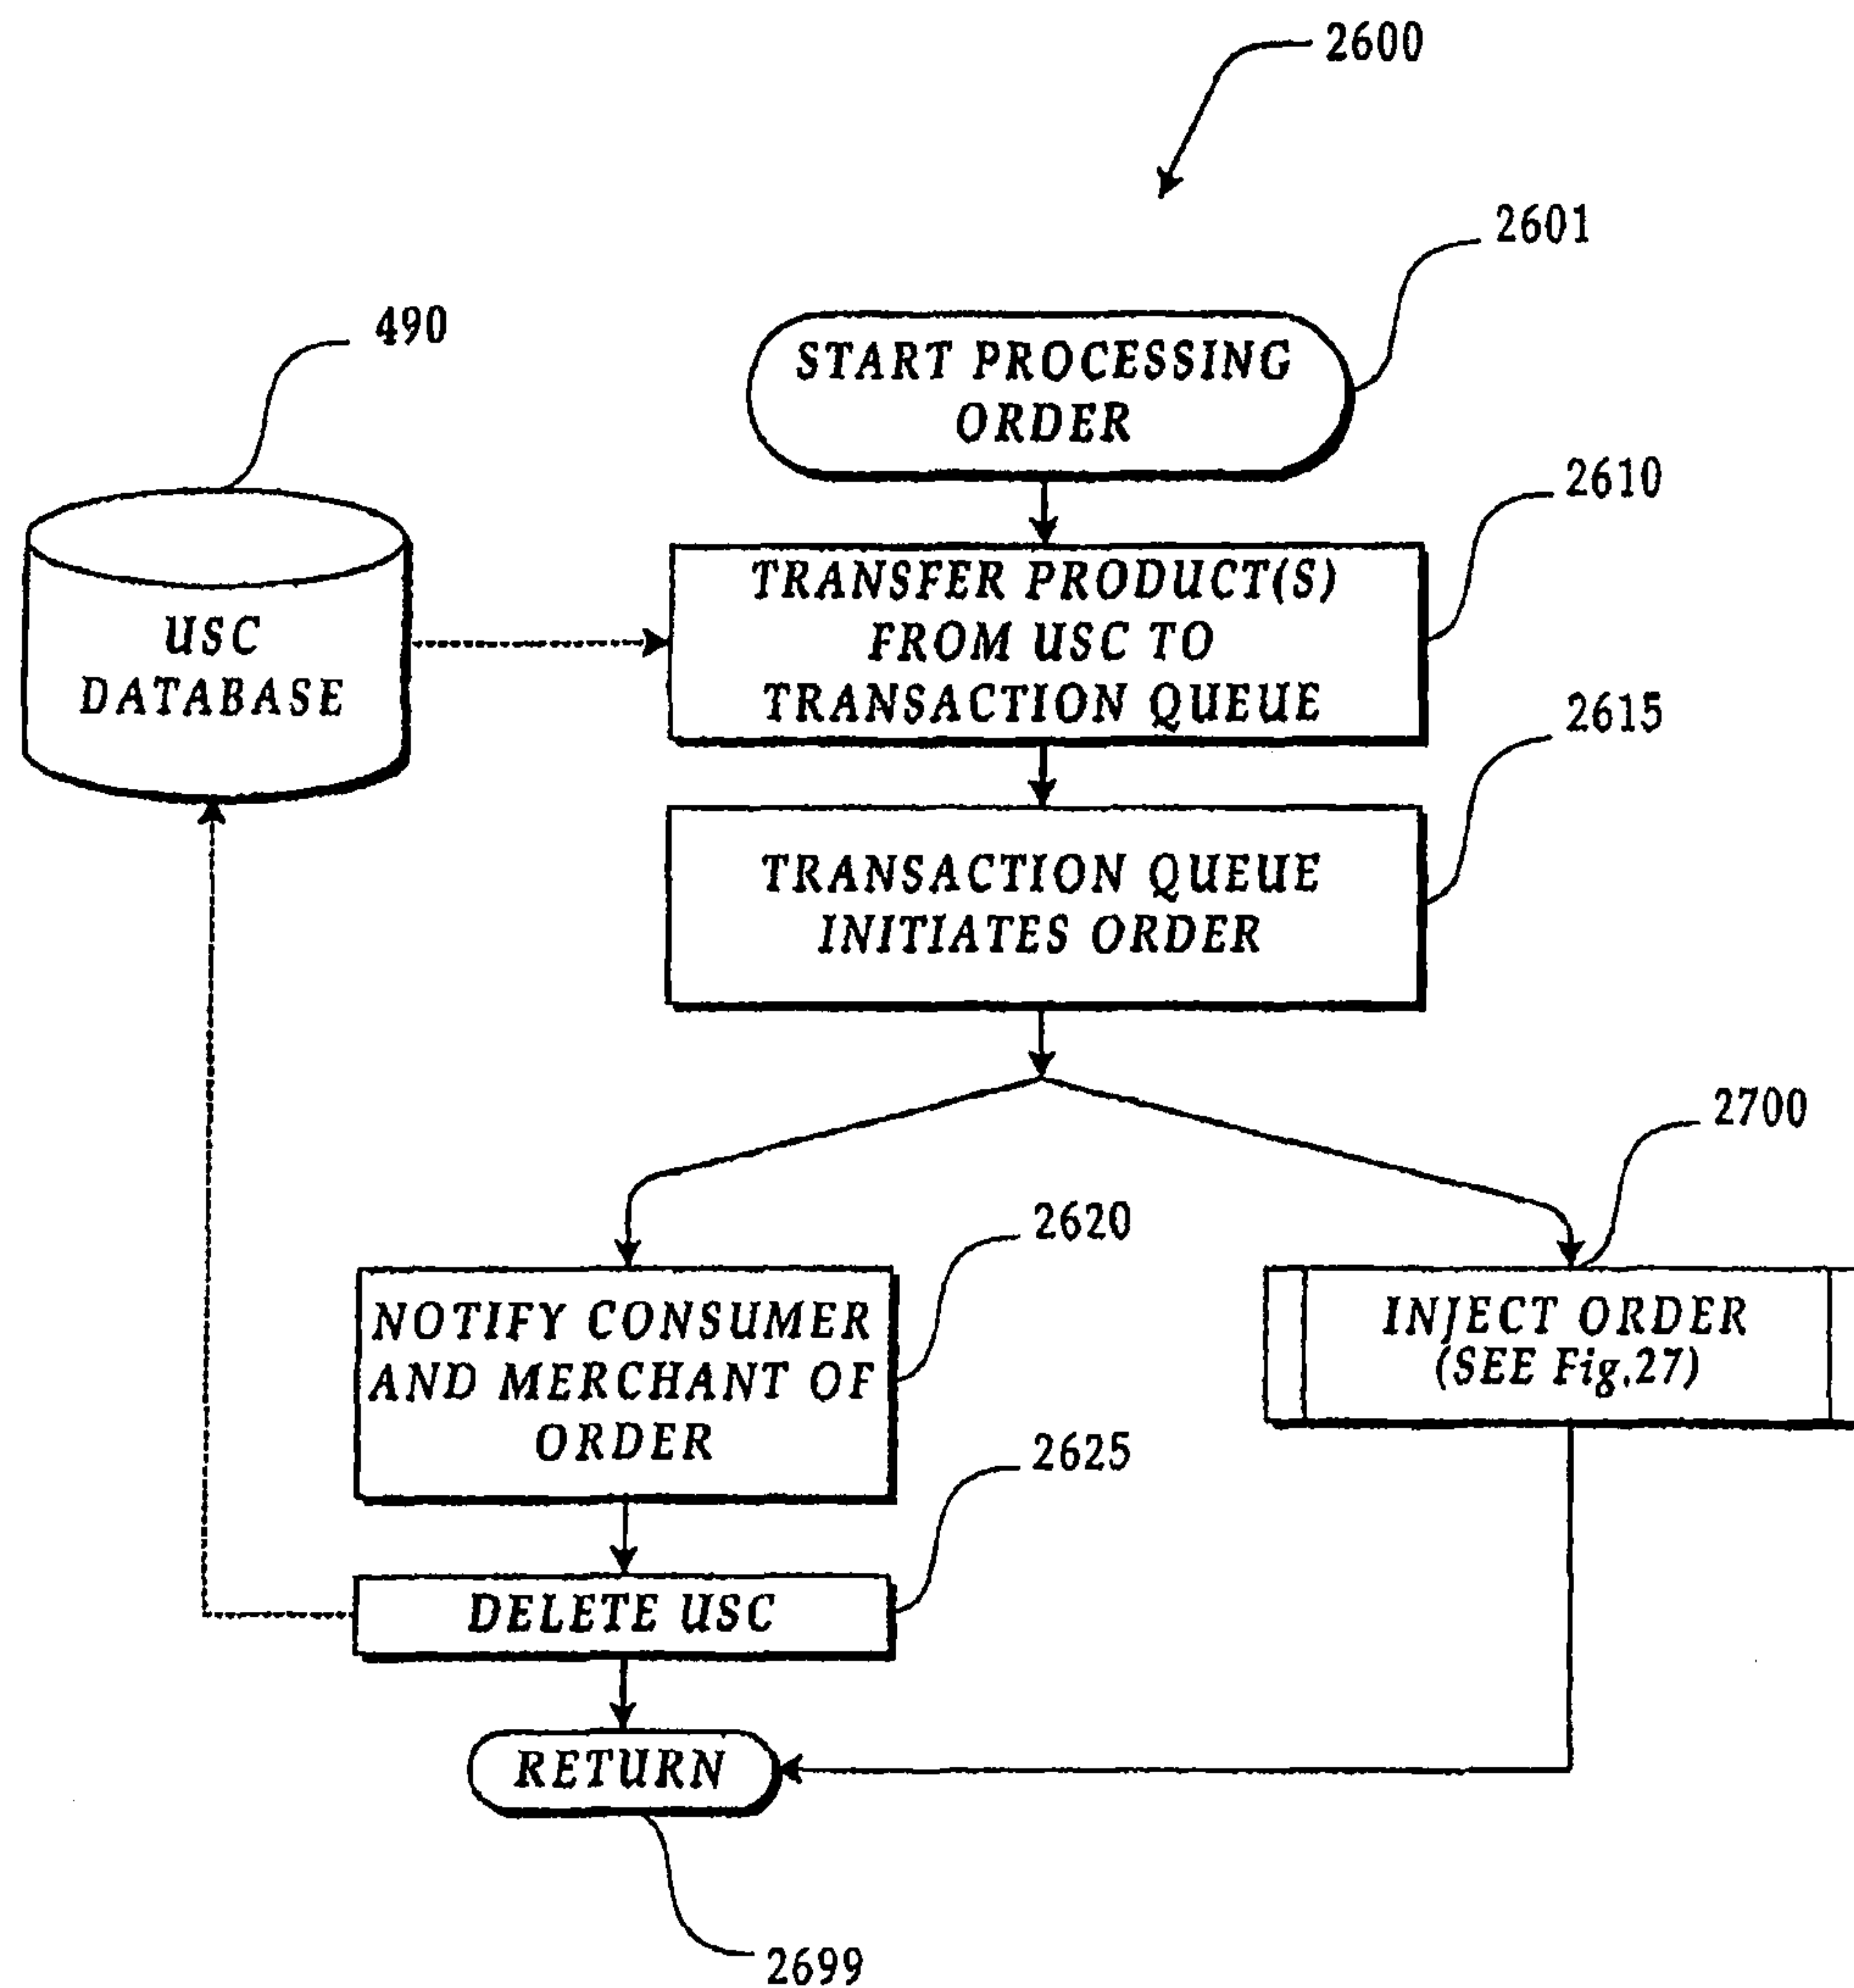 2600
2601
490
START PROCESSING
ORDER
2610
TRANSFER PRODUCT(S)
FROM USC TO
TRANSACTION QUEUE
USC
DATABASE
2615
TRANSACTION QUEUE
INITIATES ORDER
2700
2620
NOTIFY CONSUMER
AND MERCHANT OF
ORDER
INJECT ORDER
(SEE Fig.27)
2625
DELETE USC
RETURN
2699